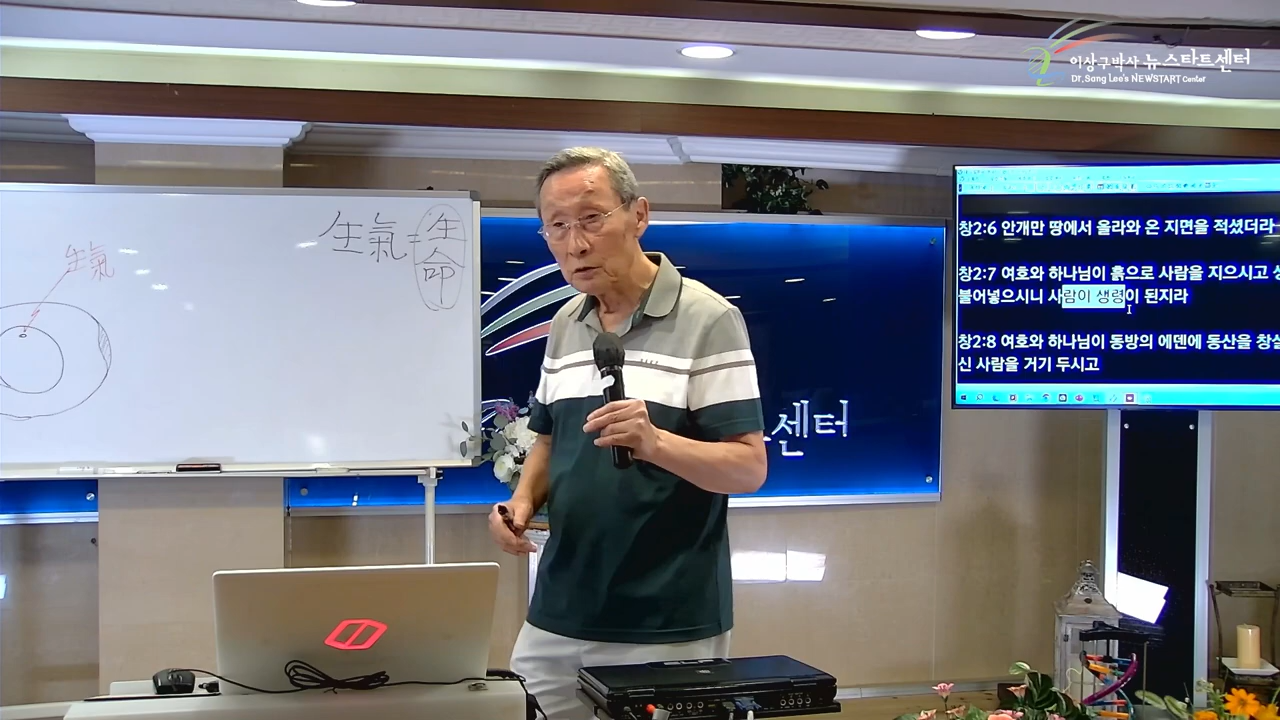 이상구박사 뉴스타트센터
Dr. Sang Lee's NEWSTART Center
生氣
生氣=生命
센터
창2:6 안개만 땅에서 올라와 온 지면을 적셨더라
창2:7 여호와 하나님이 흙으로 사람을 지으시고
불어넣으시니 사람이 생령이 된지라
창2:8 여호와 하나님이 동방의 에덴에 동산을
신 사람을 거기 두시고